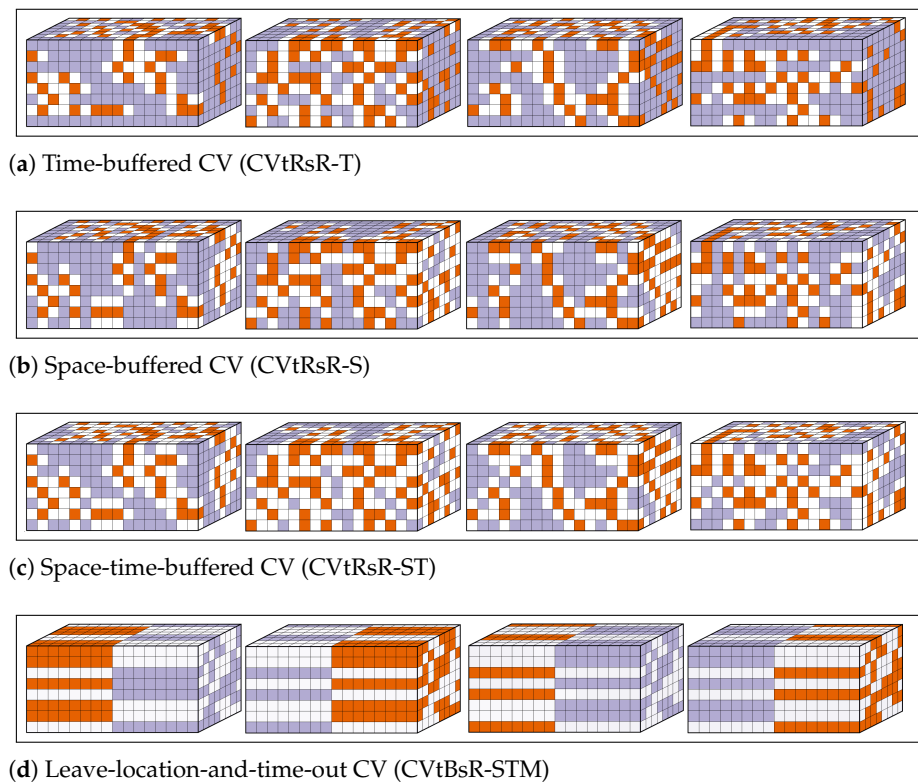 (a) Time-buffered CV (CVtRsR-T)
(b) Space-buffered CV (CVtRsR-S)
(c) Space-time-buffered CV (CVtRsR-ST)
(d) Leave-location-and-time-out CV (CVtBsR-STM)